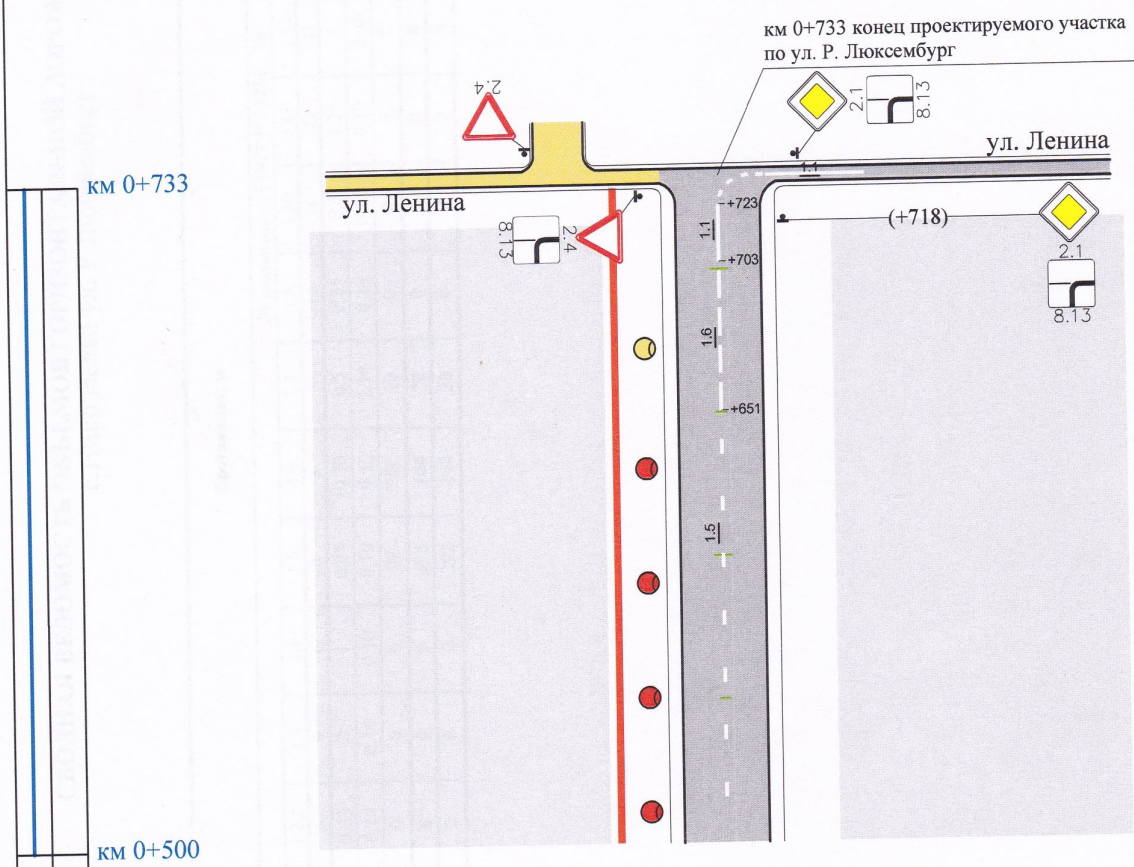 км 0+733 конец проектируемого участка
по ул. Р. Люксембург
2.4
2.1
8.13
ул. Ленина
1.1
км 0+733
ул. Ленина
+723
(+718)
8.13
2.4
1.1
2.1
+703
8.13
1.6
+651
1.5
км 0+500